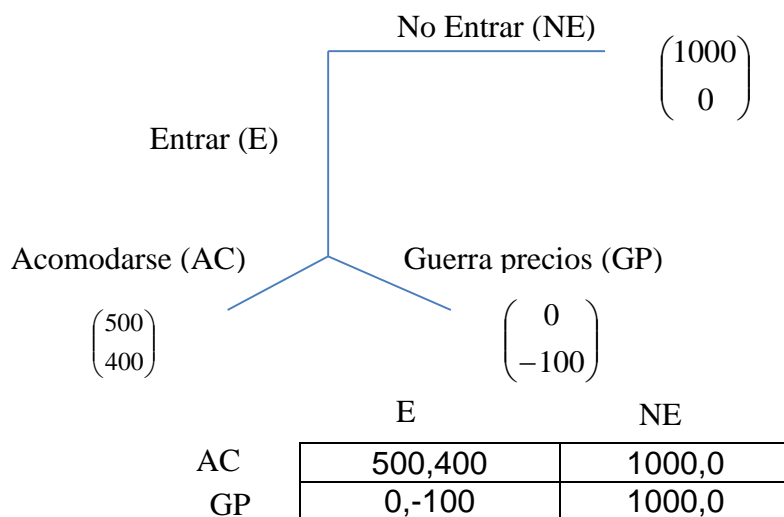 No Entrar (NE)
(1000
0)
Entrar (E)
Acomodarse (AC) Guerra precios (GP)
(500
400)
(0
−100)
E NE
AC 500,400 1000,0
GP 0,-100 1000,0